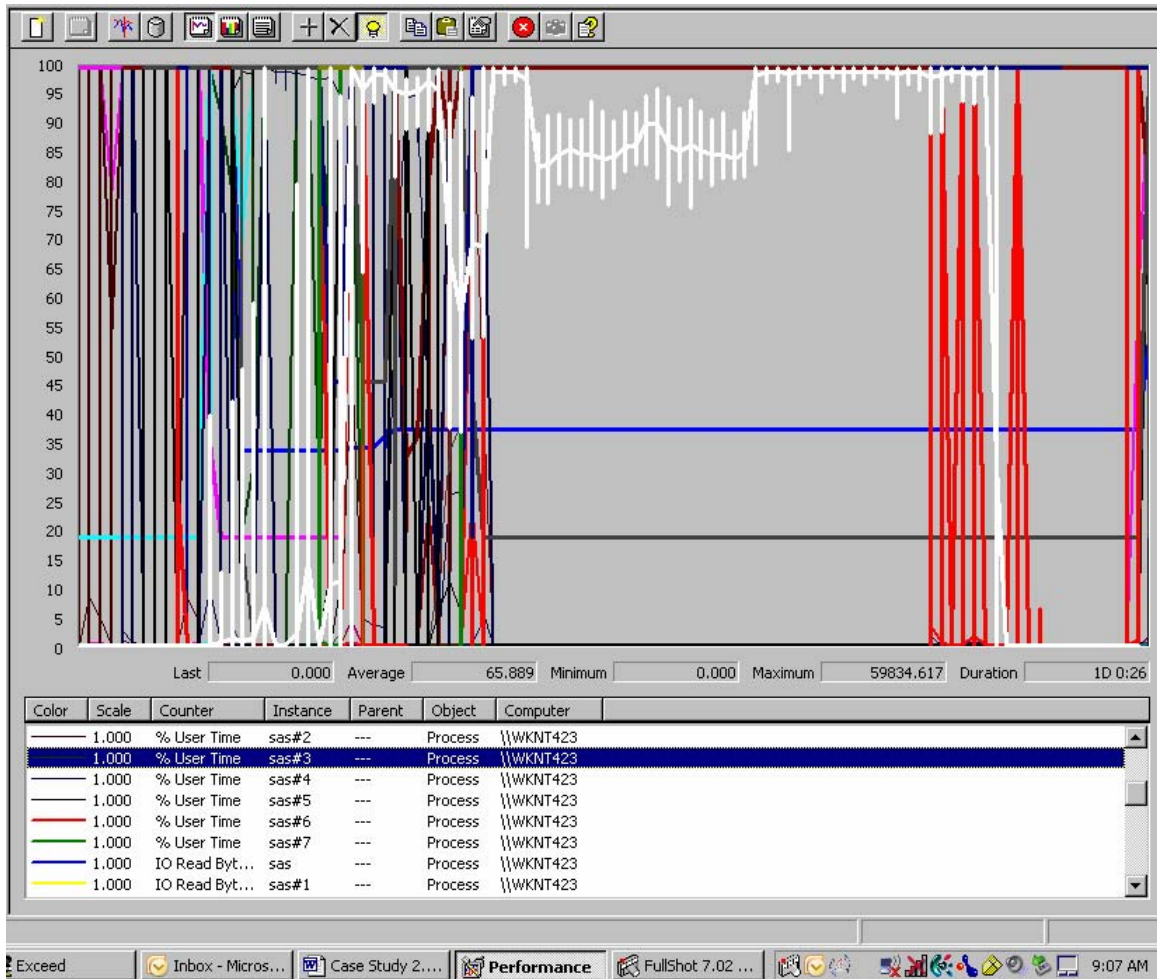 100
95
90
85
80
75
70
65
60
55
50
45
40
35
30
25
20
15
10
5
0
Last 0.000 Average 65.889 Minimum 0.000 Maximum 59834.617 Duration 1D 0:26
Color Scale Counter Instance Parent Object Computer
1.000 % User Time sas#2 --- Process \\WKNT423
1.000 % User Time sas#3 --- Process \\WKNT423
1.000 % User Time sas#4 --- Process \\WKNT423
1.000 % User Time sas#5 --- Process \\WKNT423
1.000 % User Time sas#6 --- Process \\WKNT423
1.000 % User Time sas#7 --- Process \\WKNT423
1.000 IO Read Byt... sas --- Process \\WKNT423
1.000 IO Read Byt... sas#1 --- Process \\WKNT423
Exceed Inbox - Micros... Case Study 2.... Performance FullShot 7.02 ... 9:07 AM